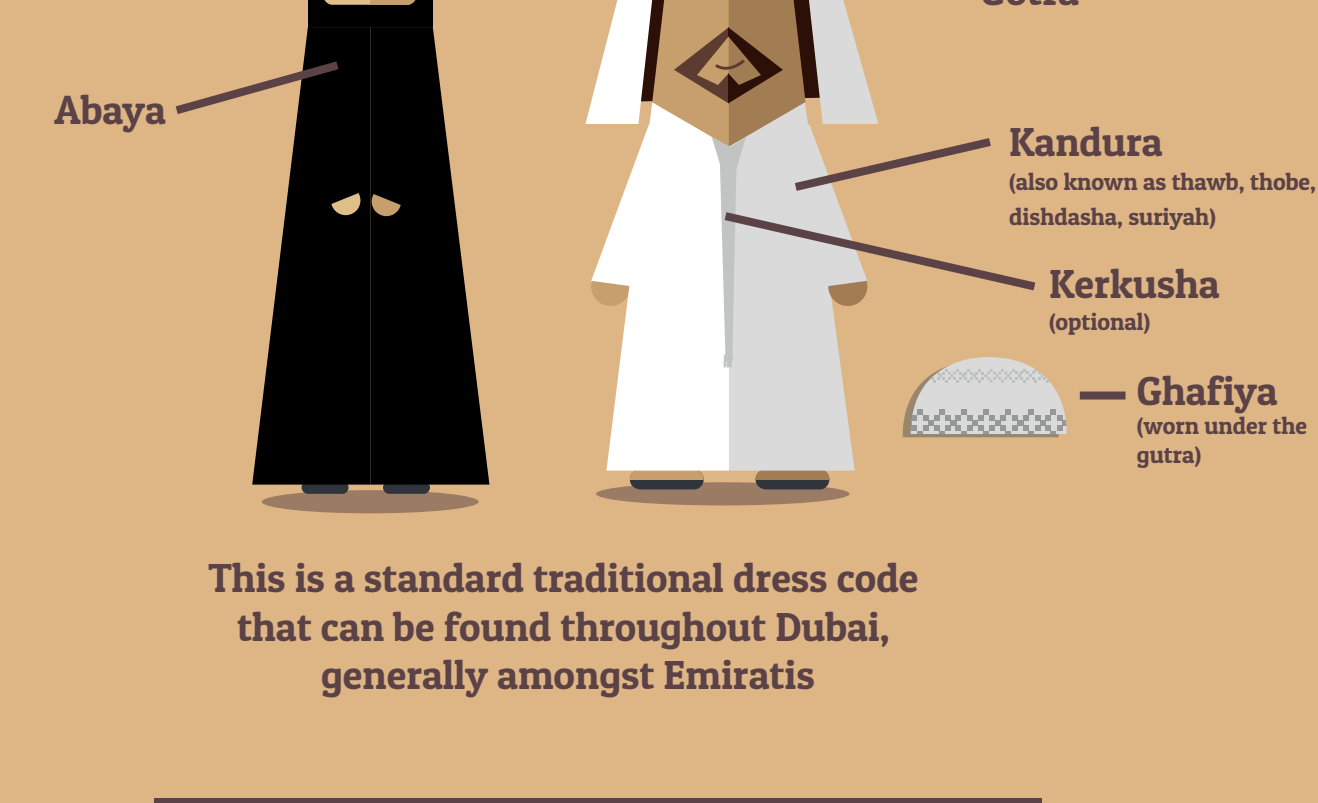 Abaya
Kandura
(also known as thawb, thobe,
dishdasha, suriyah)
Kerkusha
(optional)
Ghafiya
(worn under the
gutra)
This is a standard traditional dress code
that can be found throughout Dubai,
generally amongst Emiratis